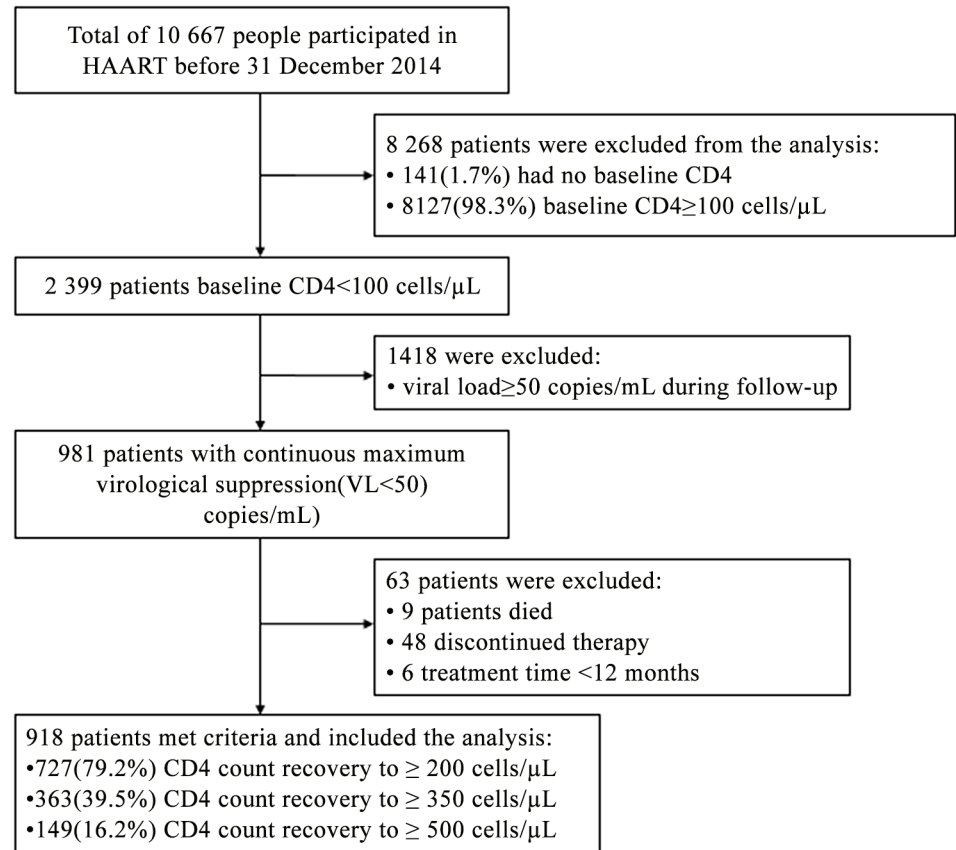 Total of 10 667 people participated in
HAART before 31 December 2014
8 268 patients were excluded from the analysis:
• 141(1.7%) had no baseline CD4
• 8127(98.3%) baseline CD4≥100 cells/µL
2 399 patients baseline CD4<100 cells/µL
1418 were excluded:
• viral load≥50 copies/mL during follow-up
981 patients with continuous maximum
virological suppression(VL<50)
copies/mL)
63 patients were excluded:
• 9 patients died
• 48 discontinued therapy
• 6 treatment time <12 months
918 patients met criteria and included the analysis:
•727(79.2%) CD4 count recovery to ≥ 200 cells/µL
•363(39.5%) CD4 count recovery to ≥ 350 cells/µL
•149(16.2%) CD4 count recovery to ≥ 500 cells/µL